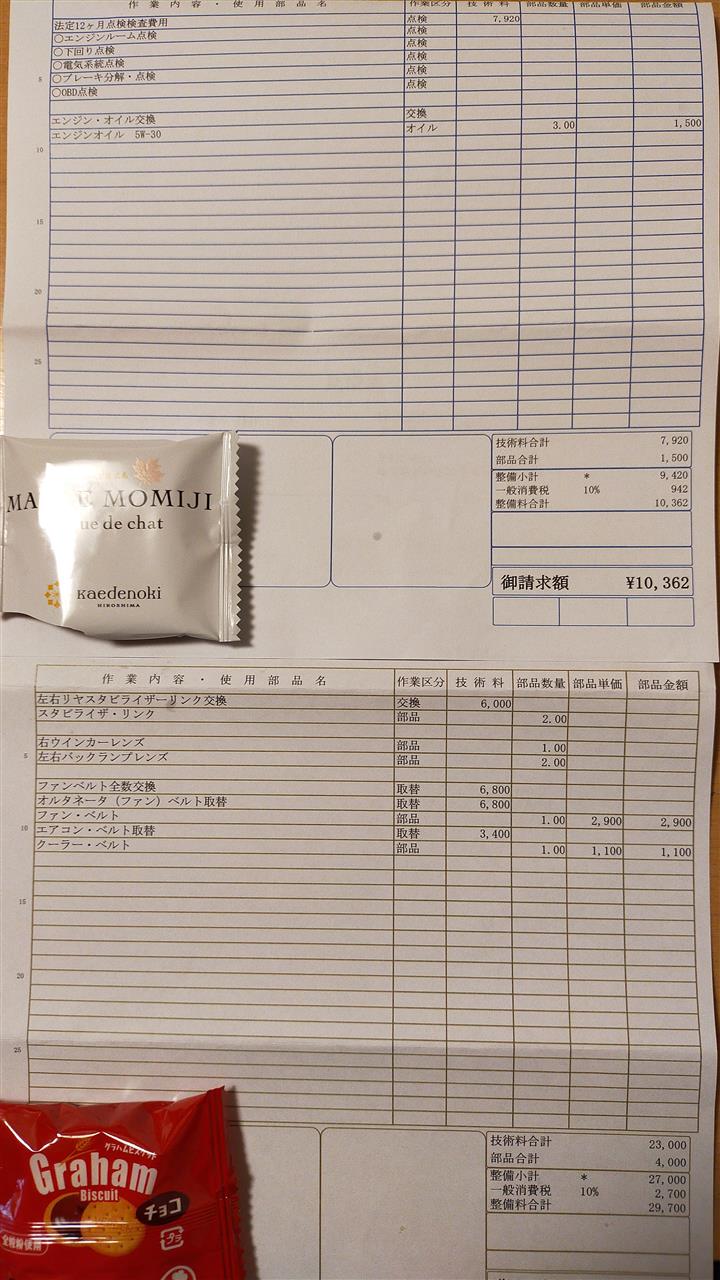 作業内容・使用部品名 作業区分 技術料 部品数量 部品単価 部品金額
法定12ヶ月点検検査費用 点検 7,920
○エンジンルーム点検 点検
○下回り点検 点検
○電気系統点検 点検
○ブレーキ分解・点検 点検
5
○OBD点検 点検
エンジン・オイル交換 交換
エンジンオイル 5W-30 オイル 3.00 1,500
10
15
20
25
技術料合計 7,920
部品合計 1,500
整備小計 * 9,420
一般消費税 10% 942
整備料合計 10,362
御請求額 ¥10,362
MOMIJI
ue de chat
Kaedenoki
HIROSHIMA
作業内容・使用部品名 作業区分 技術料 部品数量 部品単価 部品金額
左右リヤスタビライザーリンク交換 交換 6,000
スタビライザ・リンク 部品 2.00
右ウインカーレンズ 部品 1.00
5
左右バックランプレンズ 部品 2.00
ファンベルト全数交換 取替 6,800
オルタネータ（ファン）ベルト取替 取替 6,800
ファン・ベルト 部品 1.00 2,900 2,900
10
エアコン・ベルト取替 取替 3,400
クーラー・ベルト 部品 1.00 1,100 1,100
15
20
25
技術料合計 23,000
部品合計 4,000
整備小計 * 27,000
一般消費税 10% 2,700
整備料合計 29,700
グラハムビスケット
Graham
Biscuit
チョコ
全粒粉使用
プラ